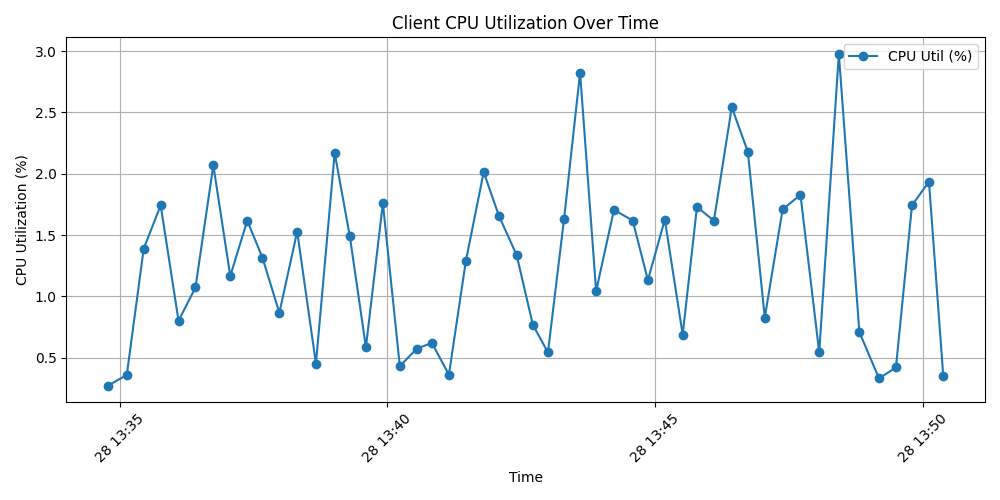 Client CPU Utilization Over Time
CPU Util (%)
CPU Utilization (%)
3.0
2.5
2.0
1.5
1.0
0.5
28 13:35
28 13:40
28 13:45
28 13:50
Time